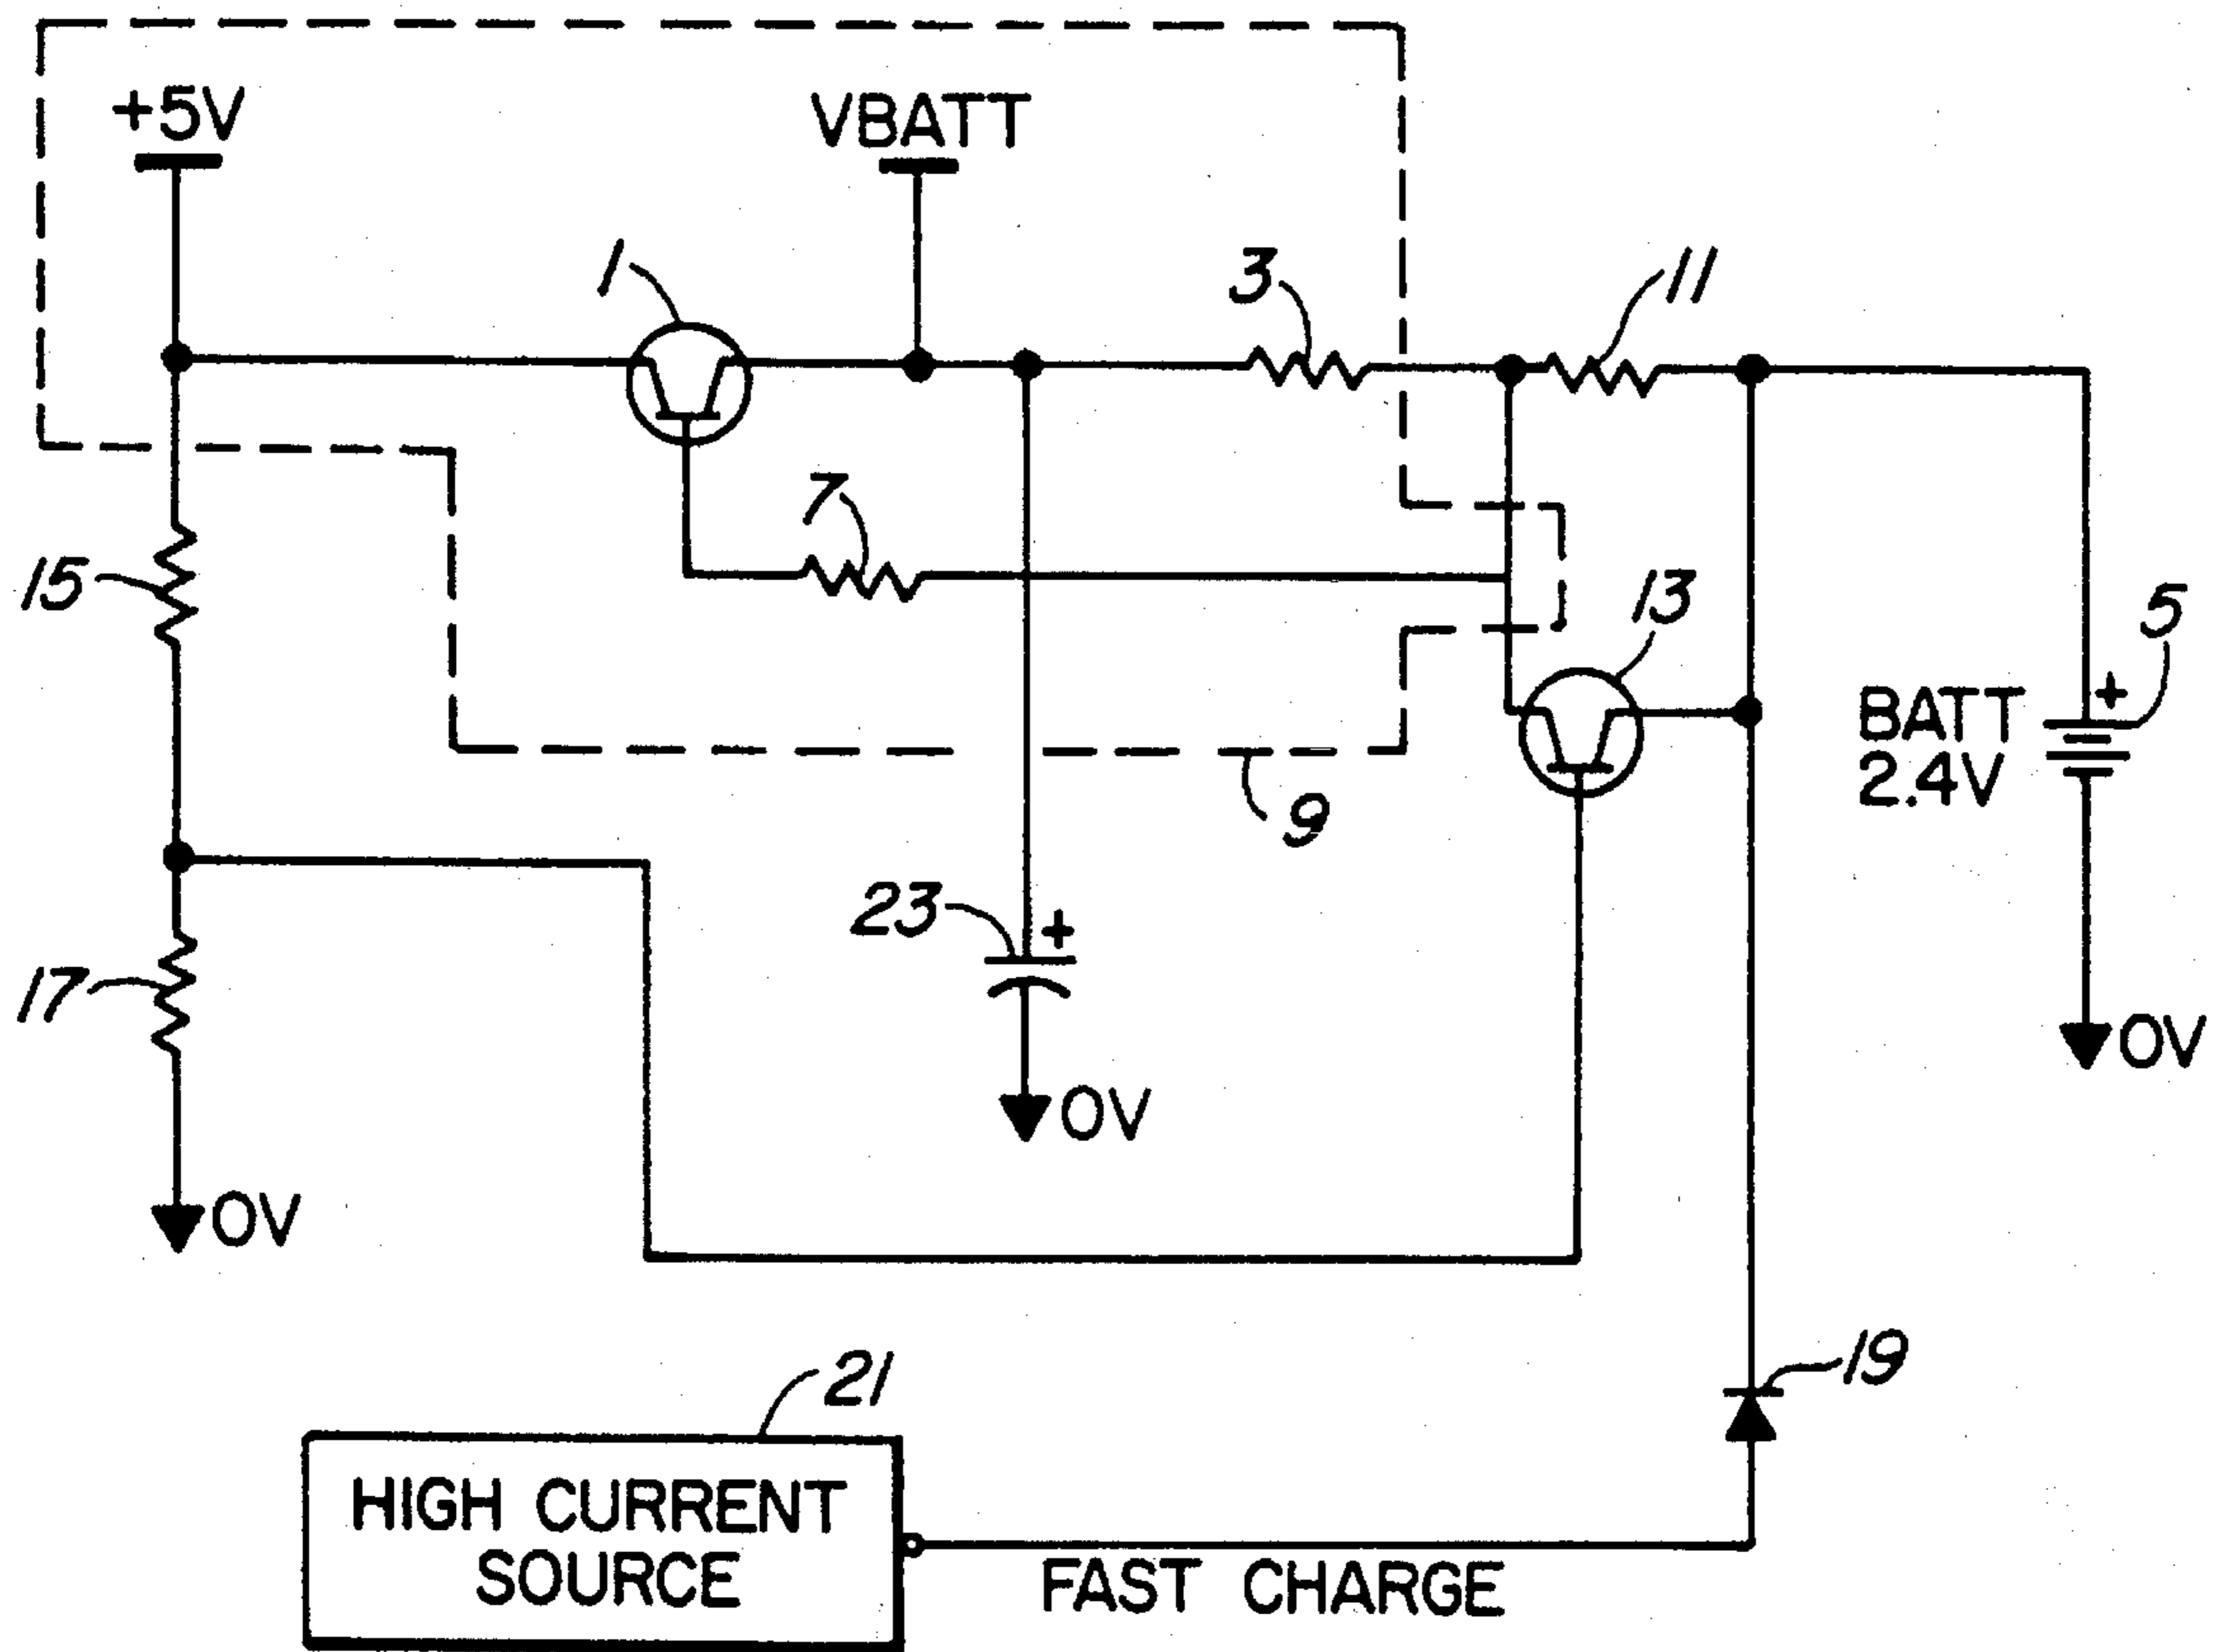 +5V
VBATT
1
3
11
7
15
13
5
+
BATT
2.4V
9
23
+
17
0V
0V
0V
19
21
HIGH CURRENT
SOURCE
FAST CHARGE